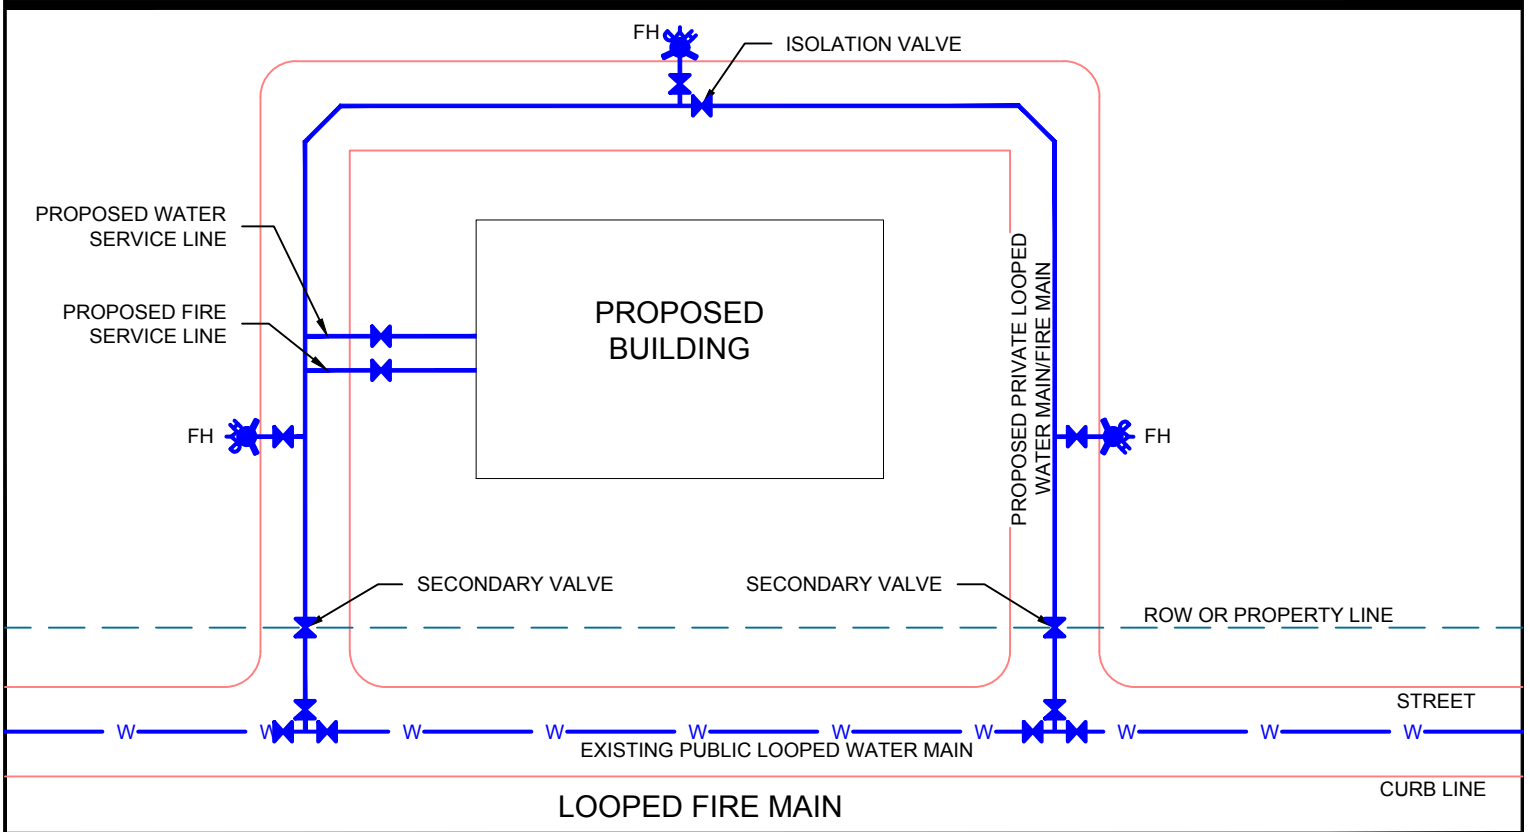 FH
ISOLATION VALVE
PROPOSED WATER
SERVICE LINE
PROPOSED FIRE
SERVICE LINE
PROPOSED
BUILDING
PROPOSED PRIVATE LOOPED
WATER MAIN/FIRE MAIN
FH
FH
SECONDARY VALVE
SECONDARY VALVE
ROW OR PROPERTY LINE
STREET
W W W W W W W W W W
EXISTING PUBLIC LOOPED WATER MAIN
CURB LINE
LOOPED FIRE MAIN